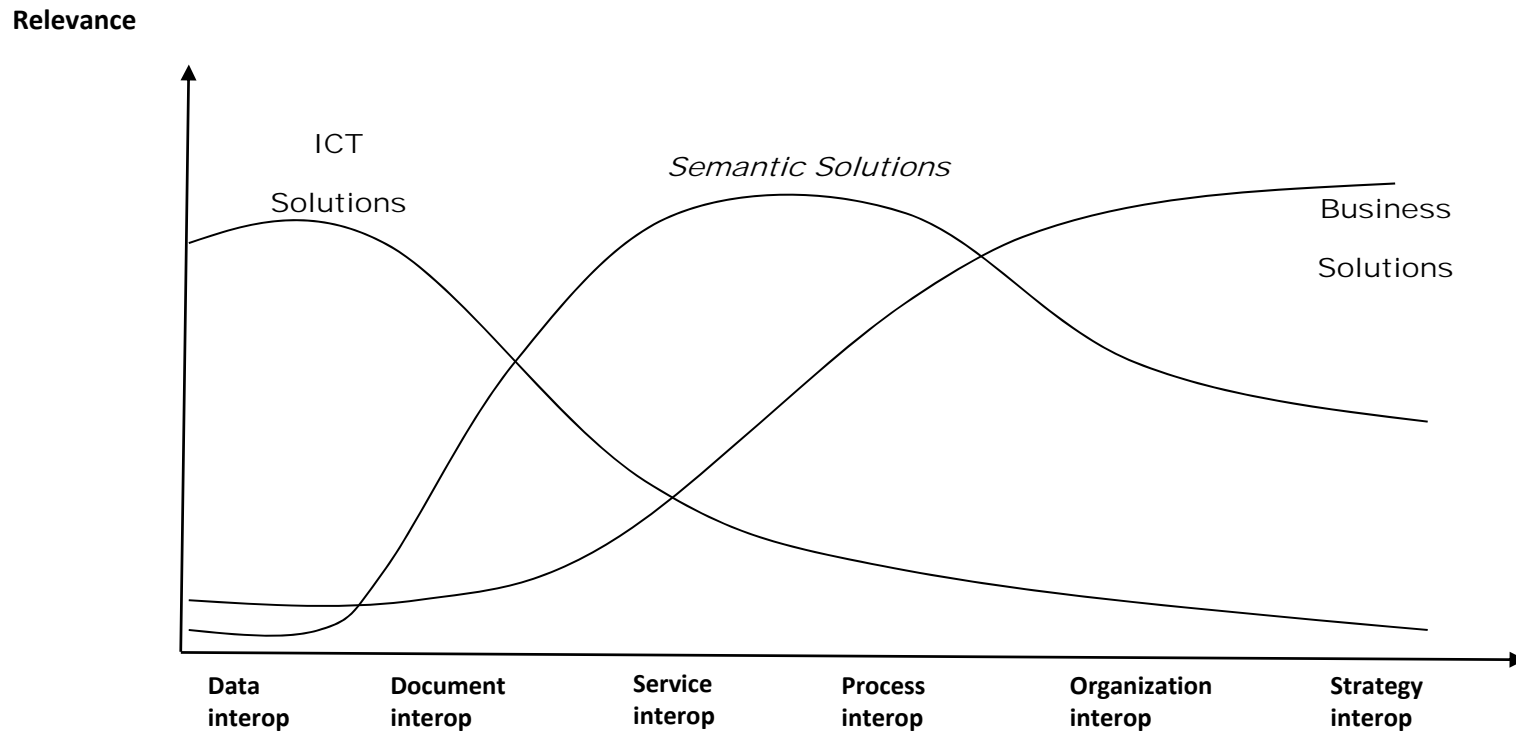 Relevance
ICT
Solutions
Semantic Solutions
Business
Solutions
Data
interop
Document
interop
Service
interop
Process
interop
Organization
interop
Strategy
interop